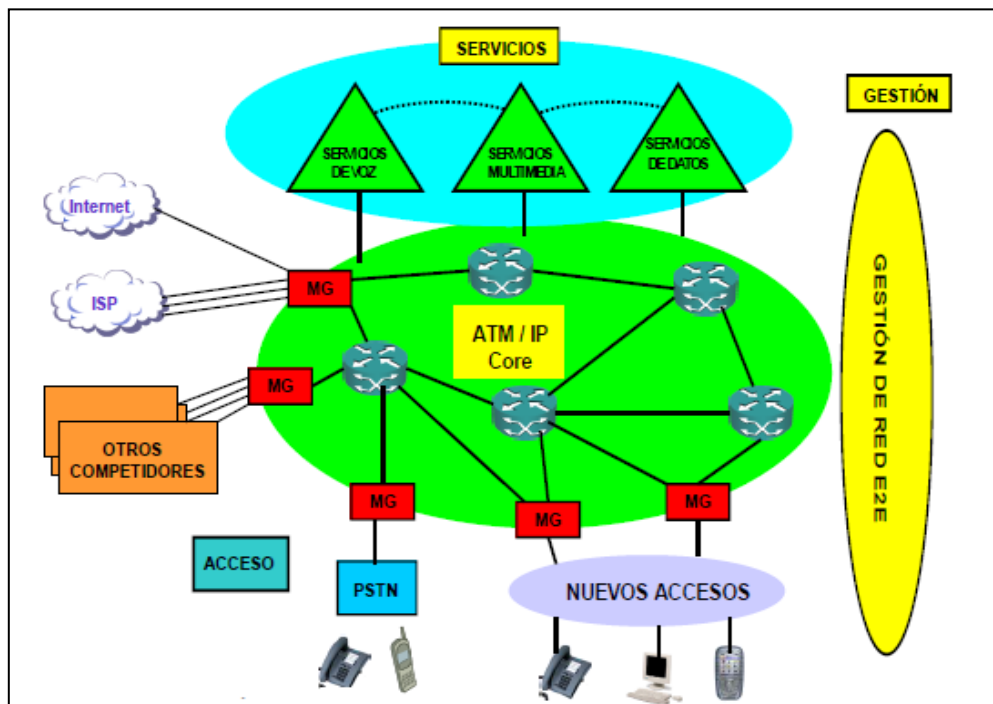 SERVICIOS
GESTIÓN
SERVICIOS
DE VOZ
SERVICIOS
MULTIMEDIA
SERVICIOS
DE DATOS
Internet
ISP
MG
ATM / IP
Core
MG
OTROS
COMPETIDORES
MG
MG
MG
ACCESO
PSTN
NUEVOS ACCESOS
GESTIÓN DE RED E2E